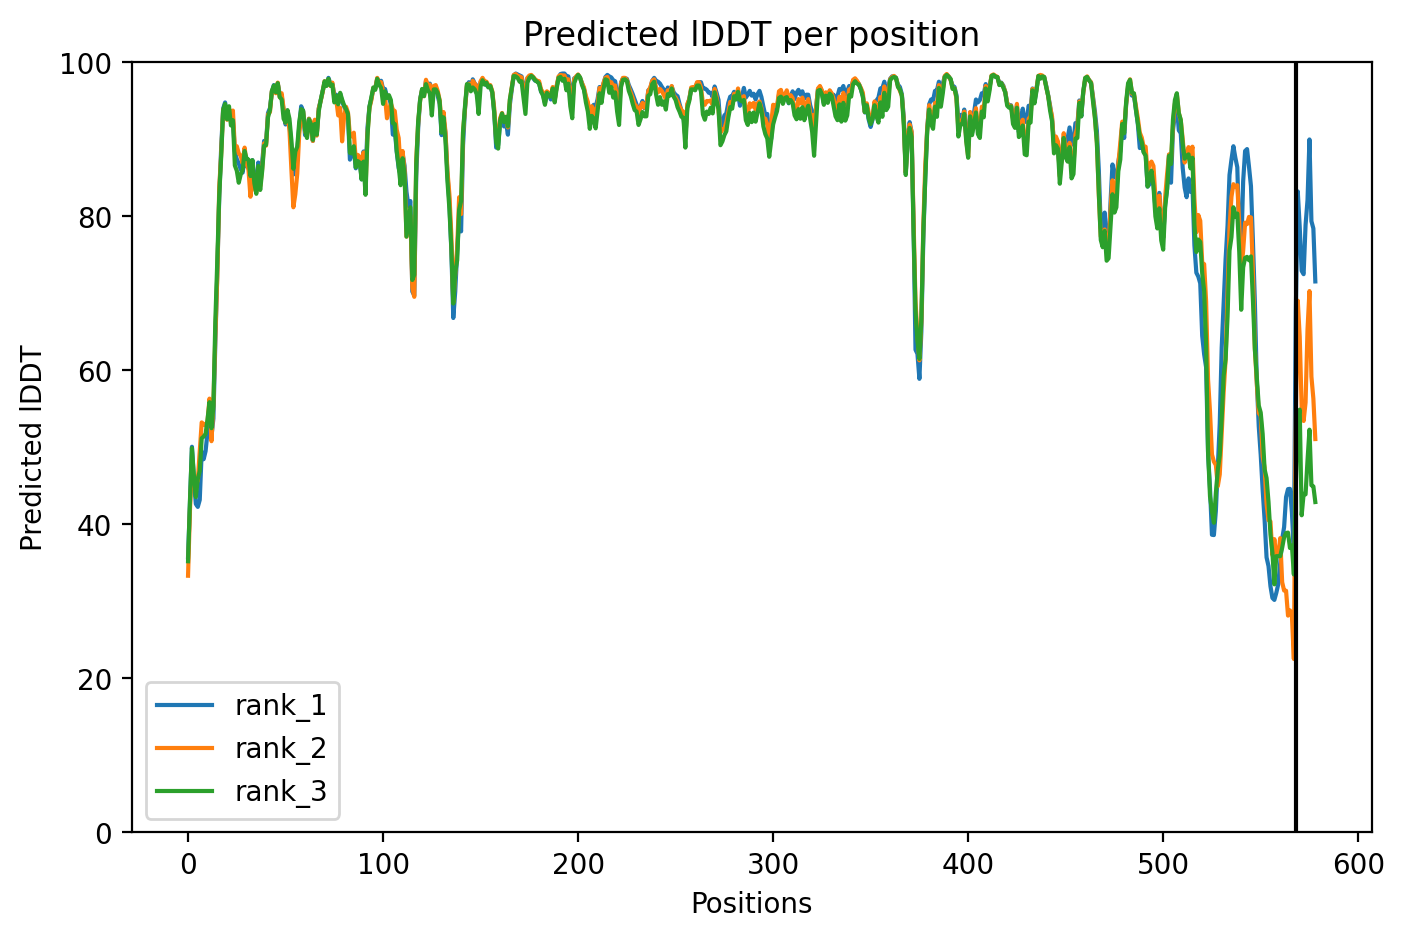 Predicted lDDT per position
100
80
60
40
20
0
Predicted lDDT
rank_1
rank_2
rank_3
0 100 200 300 400 500 600
Positions